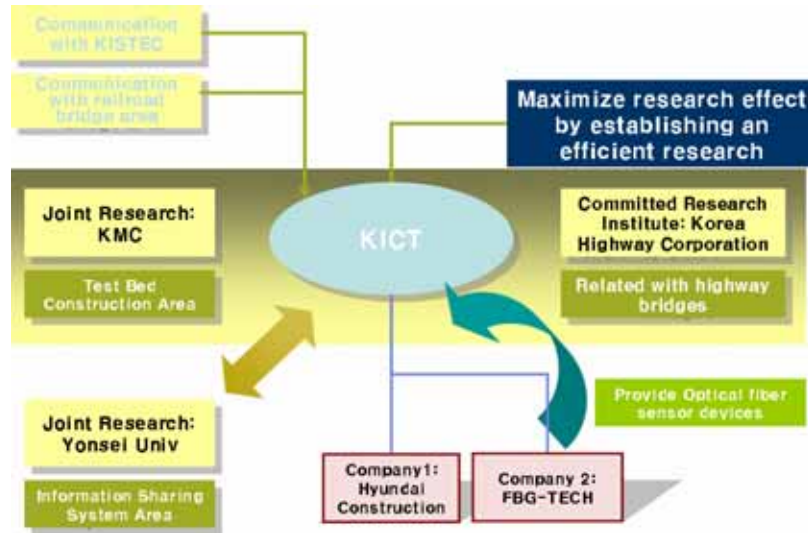 Communication
with KISTEC
Communication
with railroad
bridge area
Maximize research effect
by establishing an
efficient research
Joint Research:
KMC
Test Bed
Construction Area
KICT
Committed Research
Institute: Korea
Highway Corporation
Related with highway
bridges
Joint Research:
Yonsei Univ
Information Sharing
System Area
Company1:
Hyundai
Construction
Company 2:
FBG-TECH
Provide Optical fiber
sensor devices